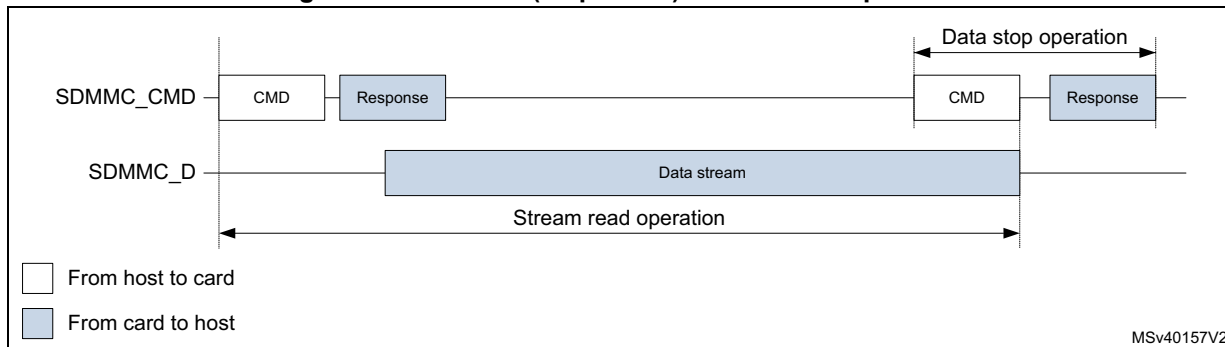 Data stop operation
SDMMC_CMD CMD Response CMD Response
SDMMC_D Data stream
Stream read operation
From host to card
From card to host
MSv40157V2